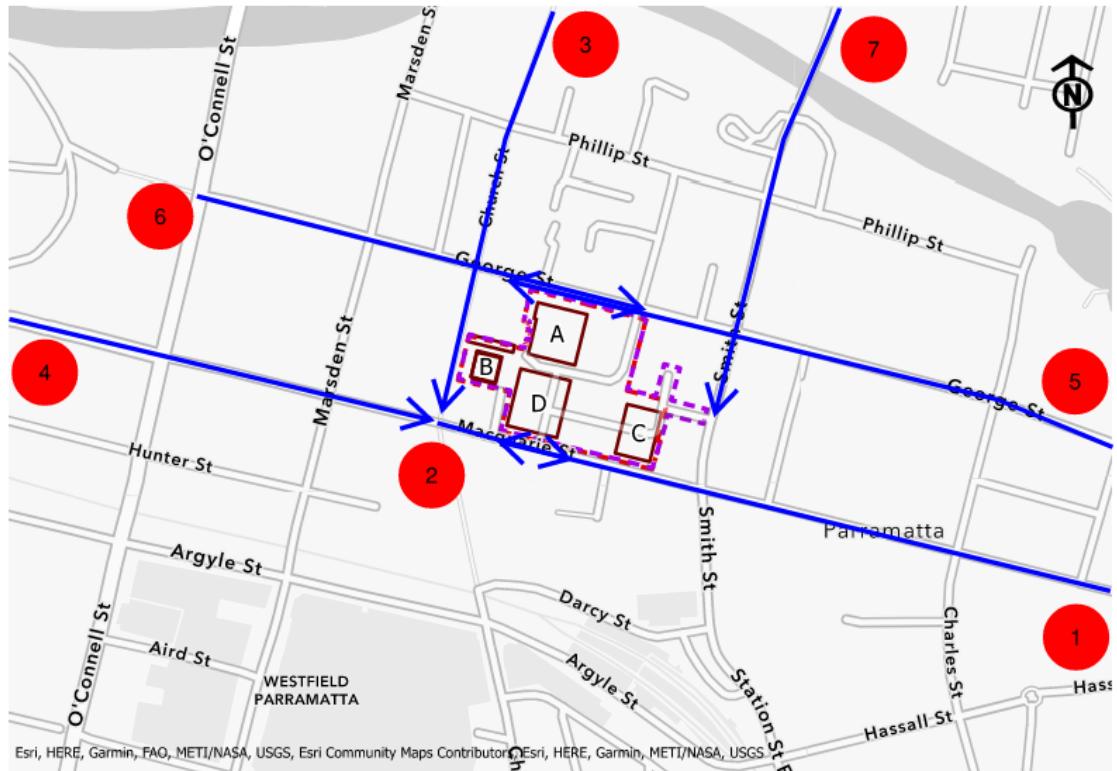 O'Connell St
Marsden St
3
7
N
Phillip St
Church St
6
Phillip St
George St
A
Smith St
4
Marsden St
B
D
C
5
George St
Macquarie St
2
Hunter St
Smith St
Parramatta
Argyle St
Darcy St
O'Connell St
Aird St
Argyle St
WESTFIELD
PARRAMATTA
Charles St
1
Station St E
Hassall St
Hass
Ch
Esri, HERE, Garmin, FAO, METI/NASA, USGS, Esri Community Maps Contributors, Esri, HERE, Garmin, METI/NASA, USGS